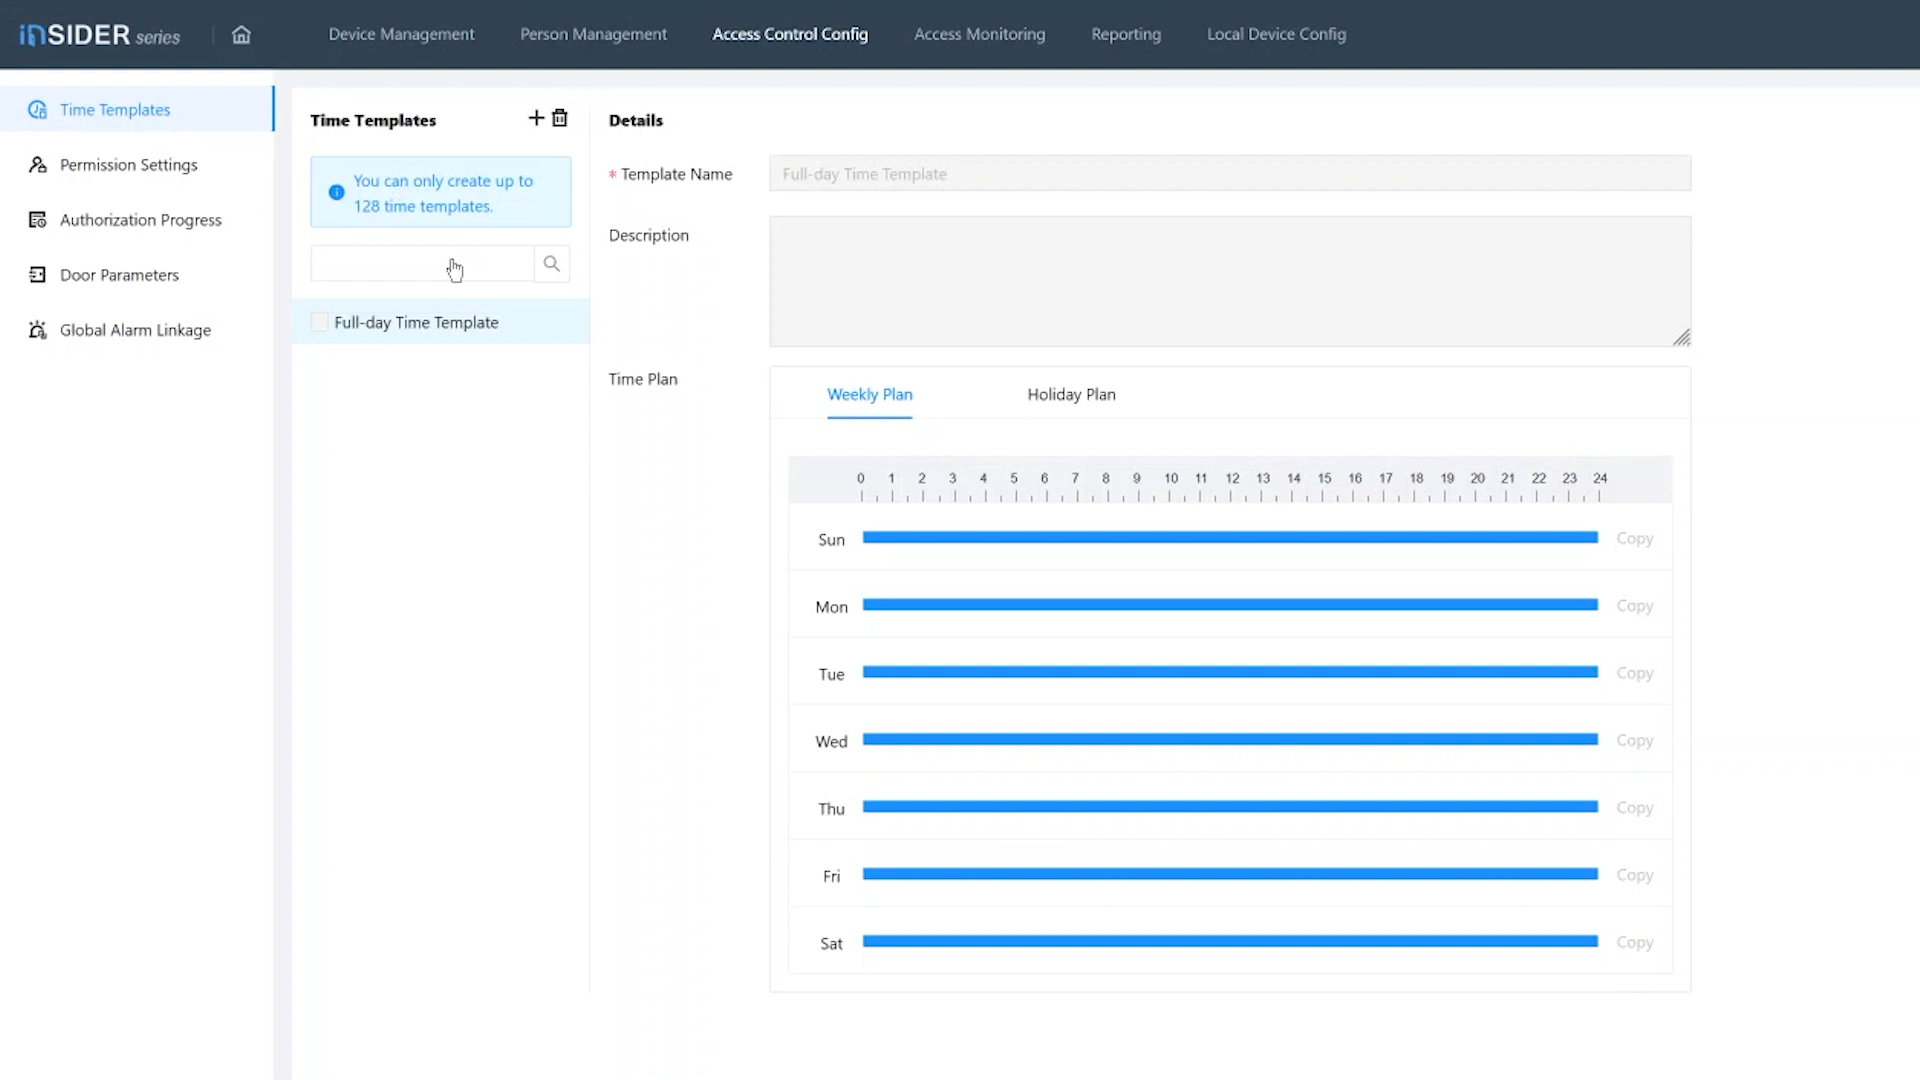 inSIDER series
Device Management
Person Management
Access Control Config
Access Monitoring
Reporting
Local Device Config
Time Templates
Permission Settings
Authorization Progress
Door Parameters
Global Alarm Linkage
Time Templates
You can only create up to
128 time templates.
Full-day Time Template
Details
* Template Name
Full-day Time Template
Description
Time Plan
Weekly Plan
Holiday Plan
0 1 2 3 4 5 6 7 8 9 10 11 12 13 14 15 16 17 18 19 20 21 22 23 24
Sun Copy
Mon Copy
Tue Copy
Wed Copy
Thu Copy
Fri Copy
Sat Copy